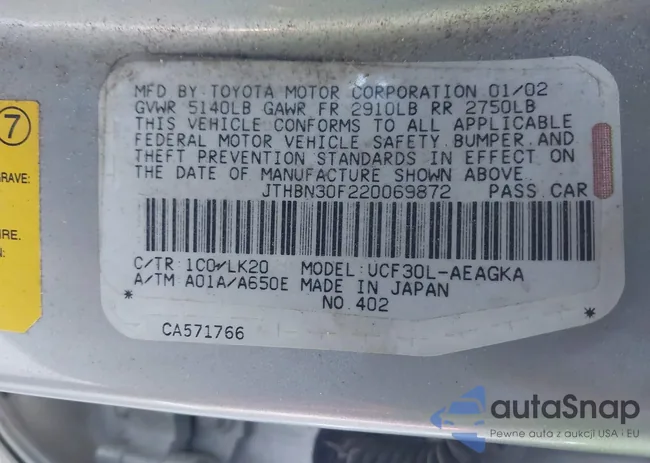 7
RAVE:
IRE.
N:
MFD BY TOYOTA MOTOR CORPORATION 01/02
GVWR 5140LB GAWR FR 2910LB RR 2750LB
THIS VEHICLE CONFORMS TO ALL APPLICABLE
FEDERAL MOTOR VEHICLE SAFETY, BUMPER, AND
THEFT PREVENTION STANDARDS IN EFFECT ON
THE DATE OF MANUFACTURE SHOWN ABOVE.
JTHBN30F220069872 PASS.CAR
C/TR 1C0/LK20 MODEL:UCF30L-AEAGKA
A/TM A01A/A650E MADE IN JAPAN
* NO.402 *
CA571766
autaSnap
Pewne auta z aukcji USA i EU